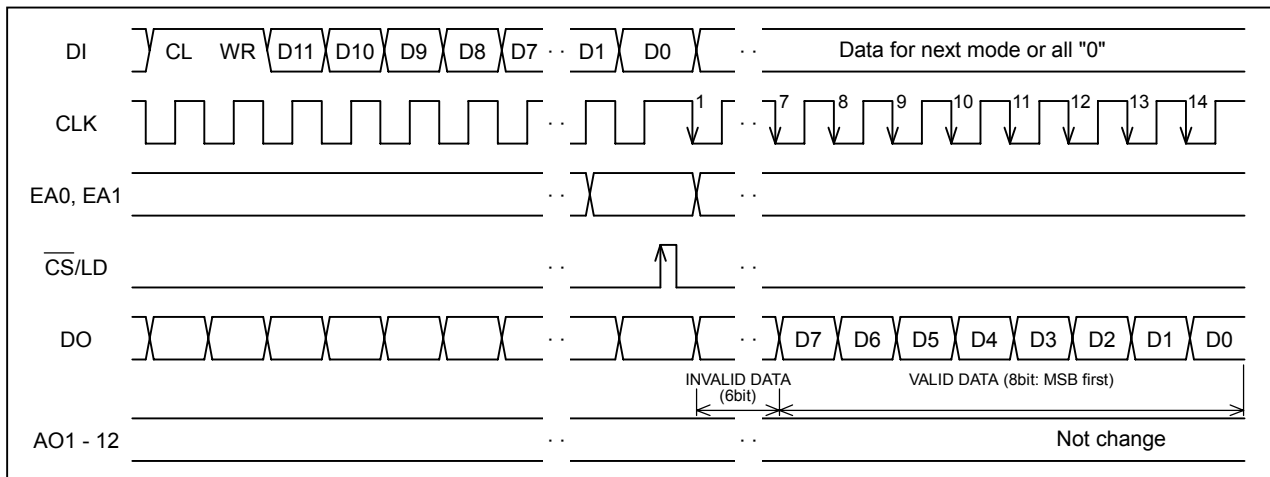 DI CL WR D11 D10 D9 D8 D7 ·· D1 D0 ·· Data for next mode or all "0"
CLK ·· 1 ·· 7 8 9 10 11 12 13 14
EA0, EA1 ·· ··
CS/LD ·· ··
DO ·· ·· D7 D6 D5 D4 D3 D2 D1 D0
INVALID DATA VALID DATA (8bit: MSB first)
(6bit)
AO1 - 12 ·· ·· Not change